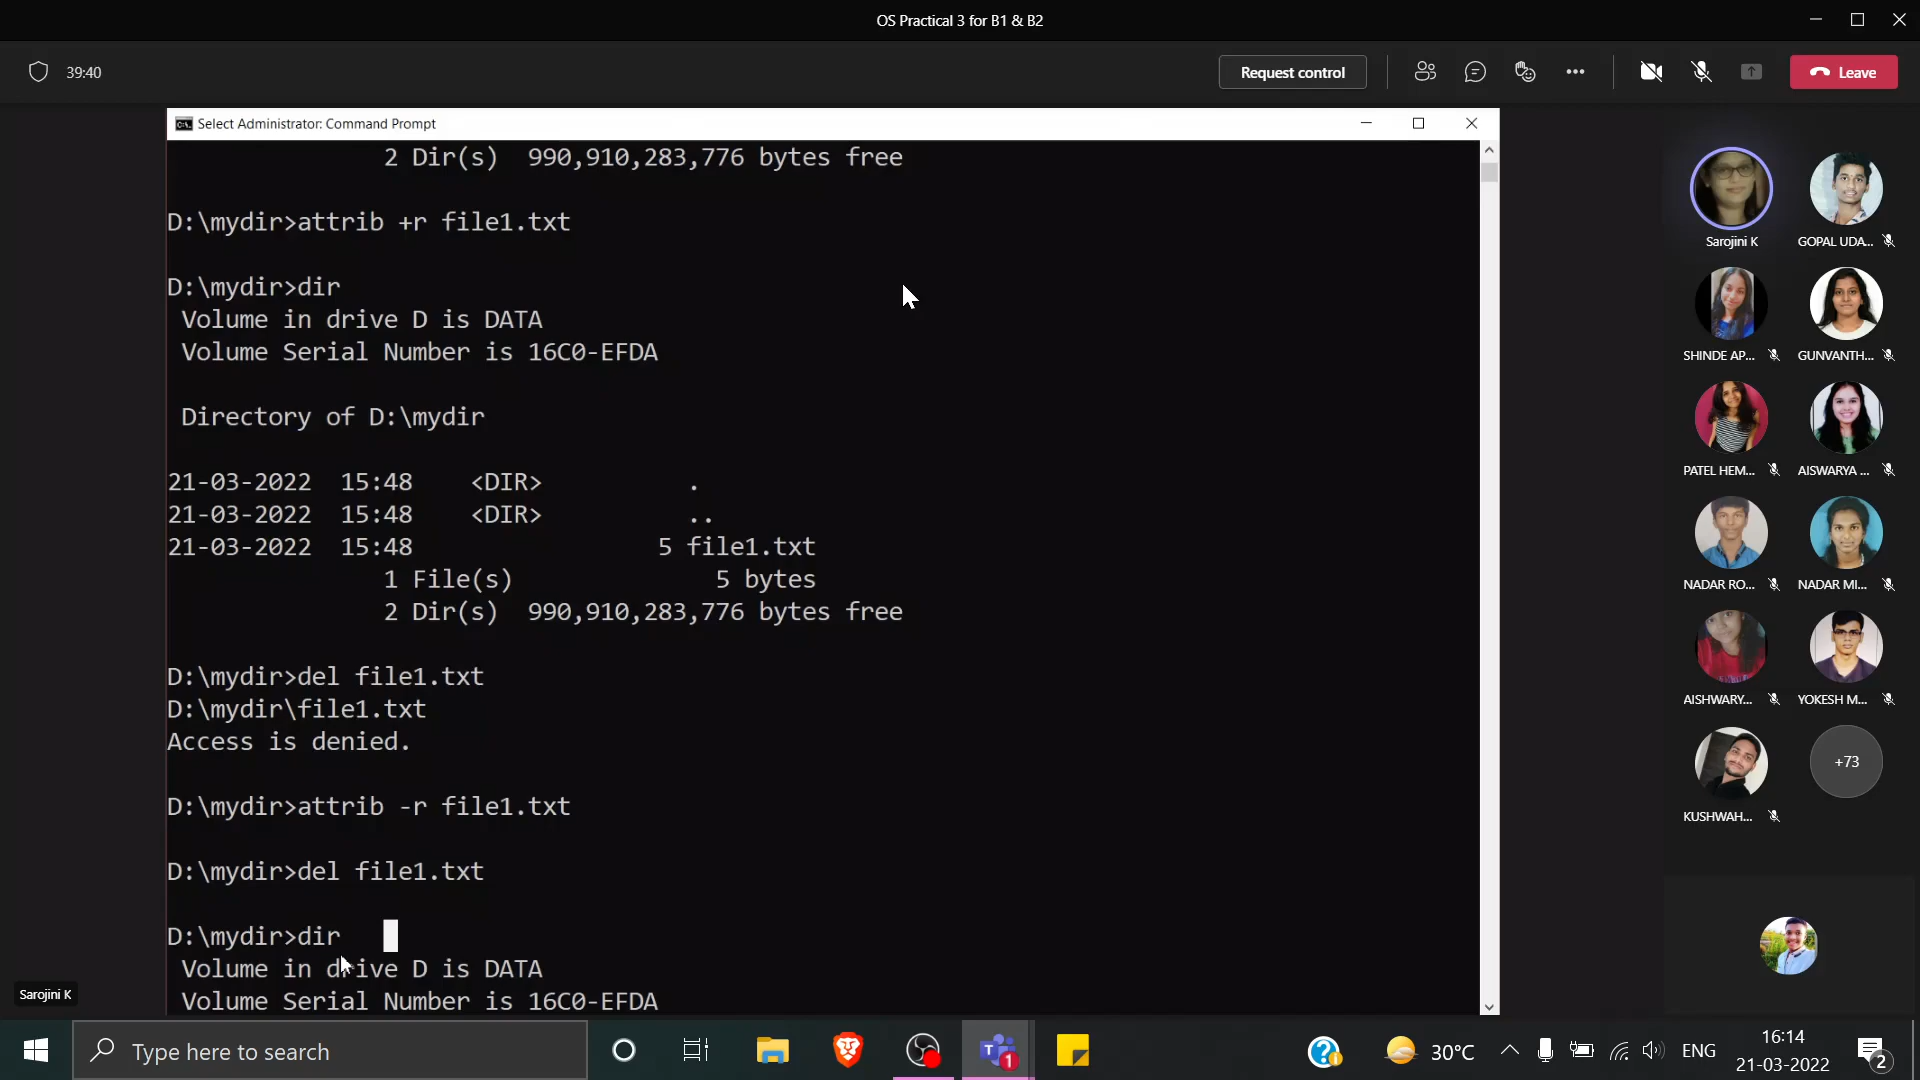 OS Practical 3 for B1 & B2
39:40
Request control
Leave
Select Administrator: Command Prompt
2 Dir(s)  990,910,283,776 bytes free
D:\mydir>attrib +r file1.txt
D:\mydir>dir
Volume in drive D is DATA
Volume Serial Number is 16C0-EFDA
Directory of D:\mydir
21-03-2022  15:48    <DIR>          .
21-03-2022  15:48    <DIR>          ..
21-03-2022  15:48                 5 file1.txt
1 File(s)              5 bytes
2 Dir(s)  990,910,283,776 bytes free
D:\mydir>del file1.txt
D:\mydir\file1.txt
Access is denied.
D:\mydir>attrib -r file1.txt
D:\mydir>del file1.txt
D:\mydir>dir
Volume in drive D is DATA
Volume Serial Number is 16C0-EFDA
Sarojini K
Sarojini K
GOPAL UDA...
SHINDE AP...
GUNVANTH...
PATEL HEM...
AISWARYA ...
NADAR RO...
NADAR MI...
AISHWARY...
YOKESH M...
KUSHWAH...
+73
Type here to search
1
30°C
ENG
16:14
21-03-2022
2